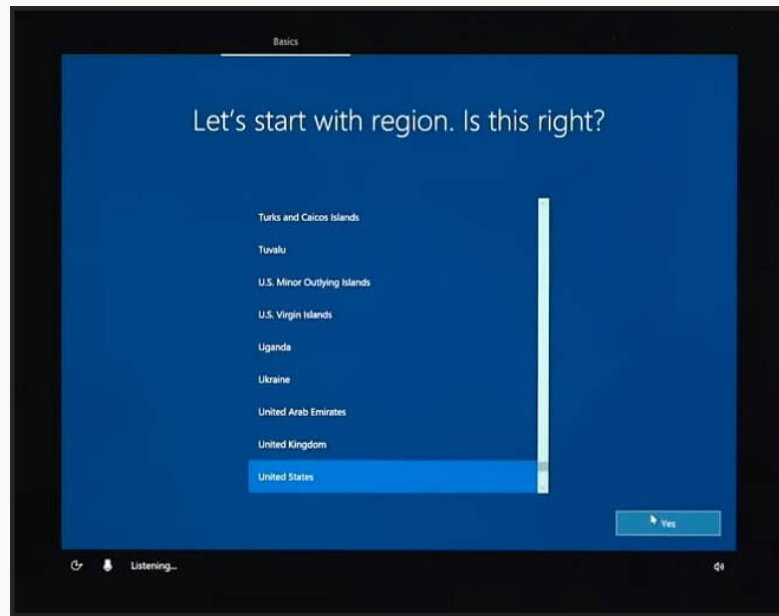 Basics
Let's start with region. Is this right?
Turks and Caicos Islands
Tuvalu
U.S. Minor Outlying Islands
U.S. Virgin Islands
Uganda
Ukraine
United Arab Emirates
United Kingdom
United States
Yes
Listening...